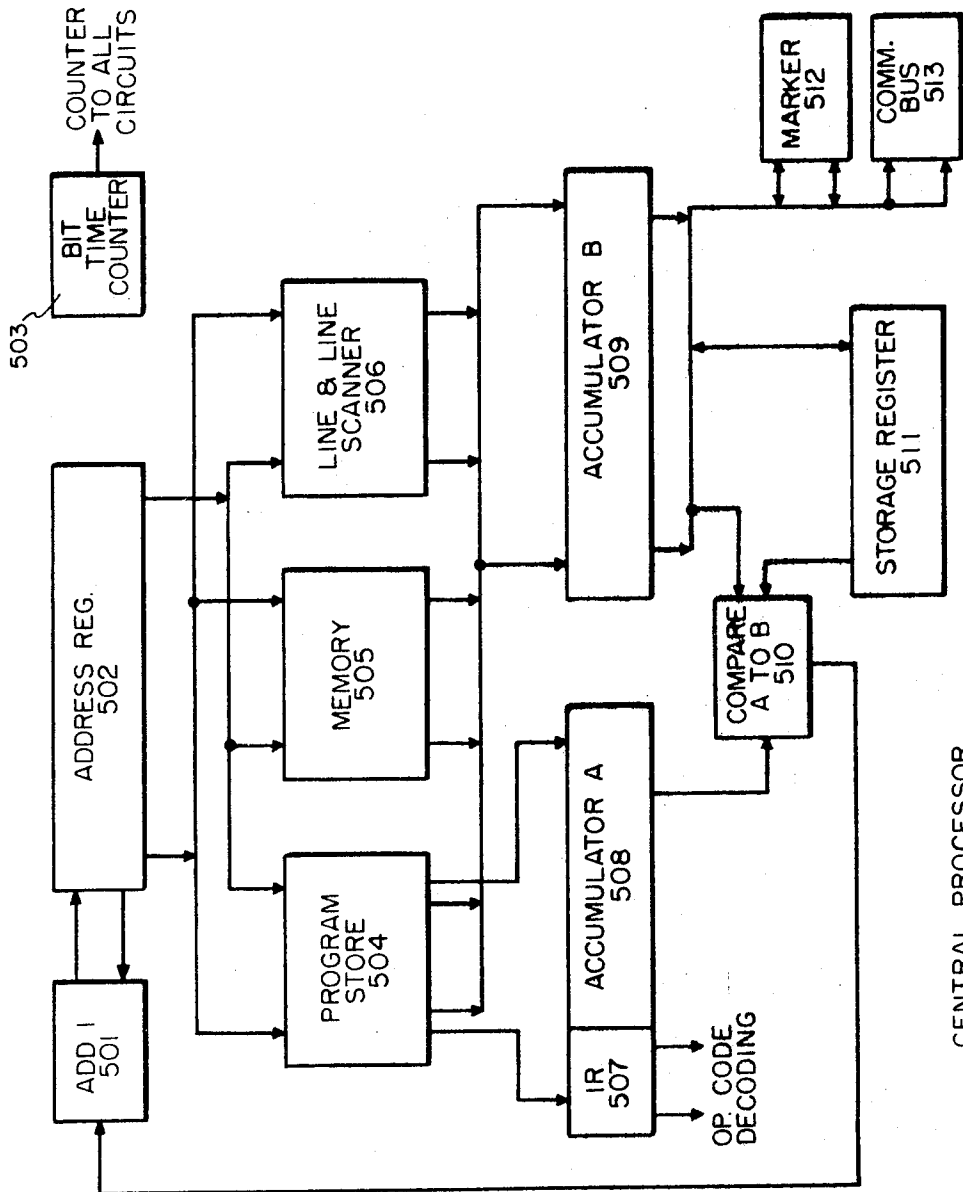 ADD 1
501
ADDRESS REG.
502
503
BIT
TIME
COUNTER
COUNTER
TO ALL
CIRCUITS
PROGRAM
STORE
504
MEMORY
505
LINE & LINE
SCANNER
506
IR
507
ACCUMULATOR A
508
ACCUMULATOR B
509
OP. CODE
DECODING
COMPARE
A TO B
510
STORAGE REGISTER
511
MARKER
512
COMM.
BUS
513
CENTRAL PROCESSOR